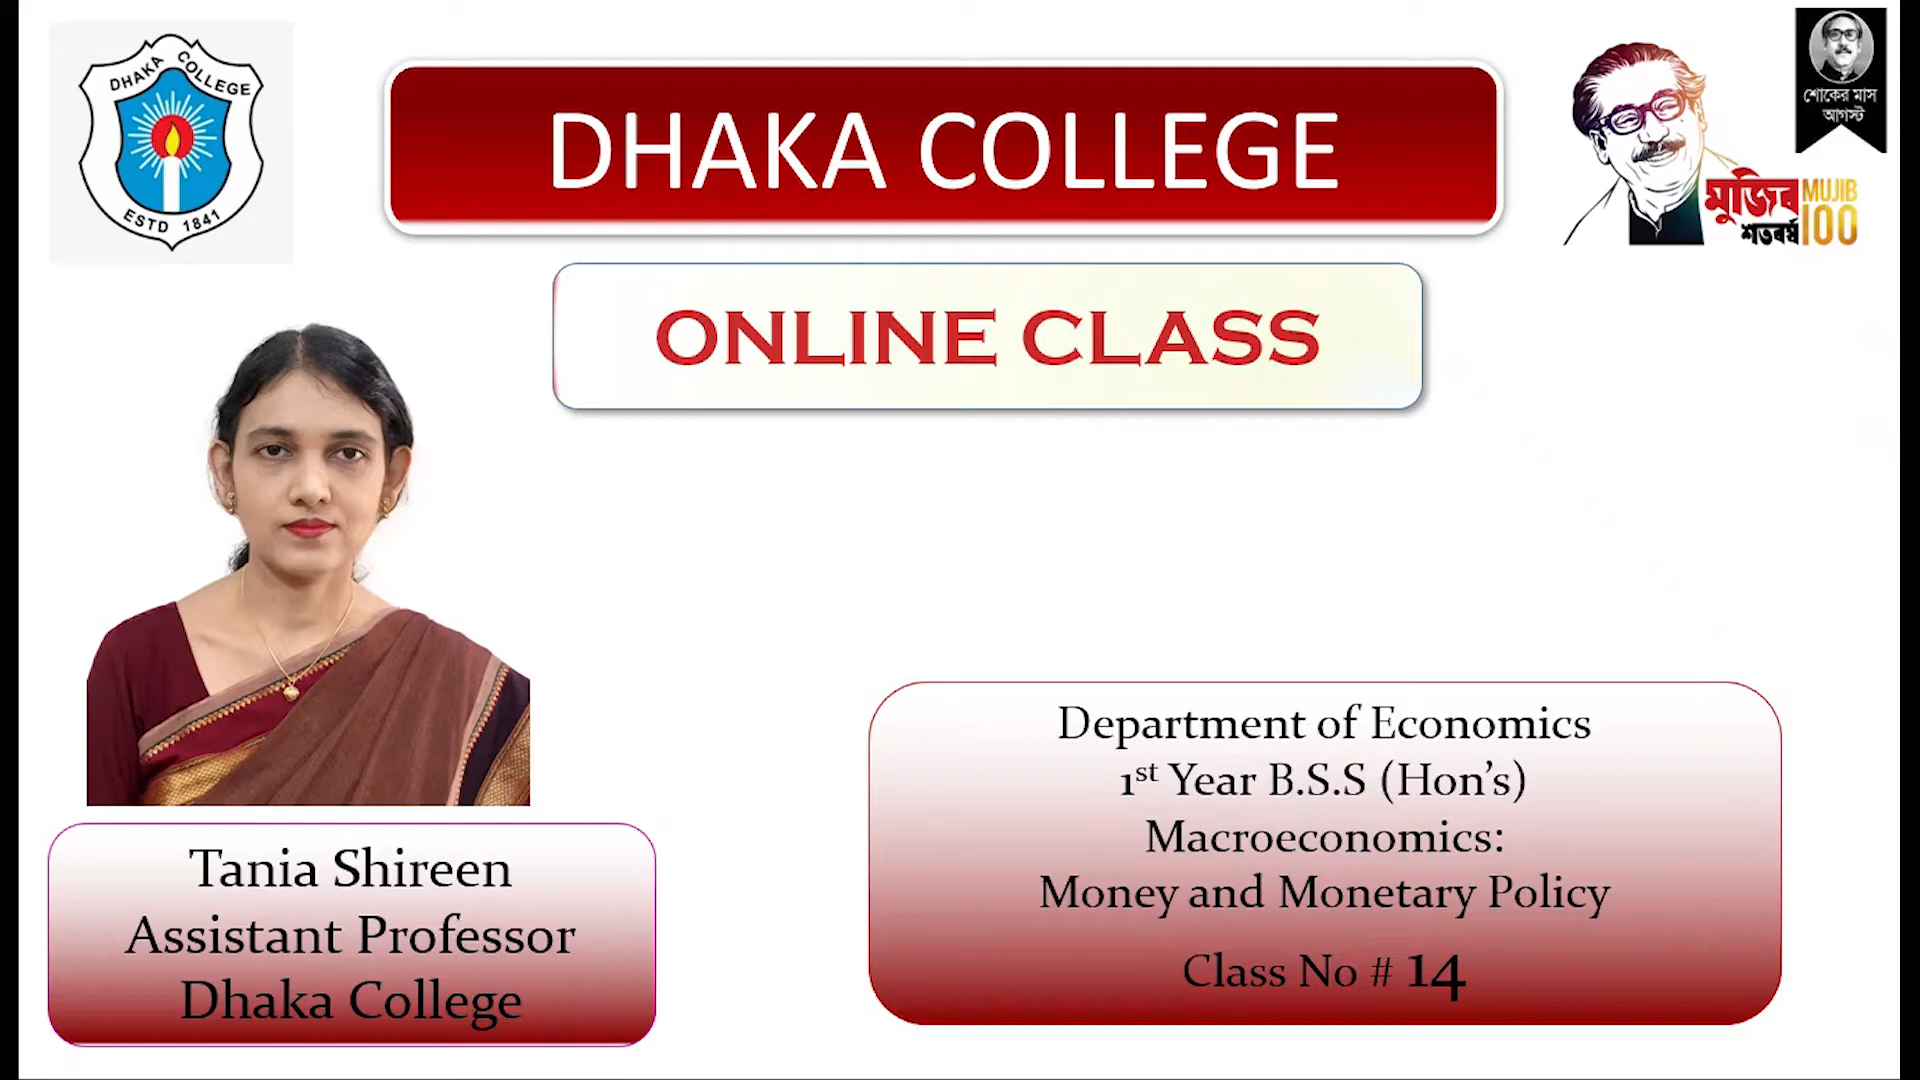 DHAKA COLLEGE
ESTD 1841
DHAKA COLLEGE
শোকের মাস
আগস্ট
মুজিব
শতবর্ষ
MUJIB
100
ONLINE CLASS
Tania Shireen
Assistant Professor
Dhaka College
Department of Economics
1st Year B.S.S (Hon’s)
Macroeconomics:
Money and Monetary Policy
Class No # 14